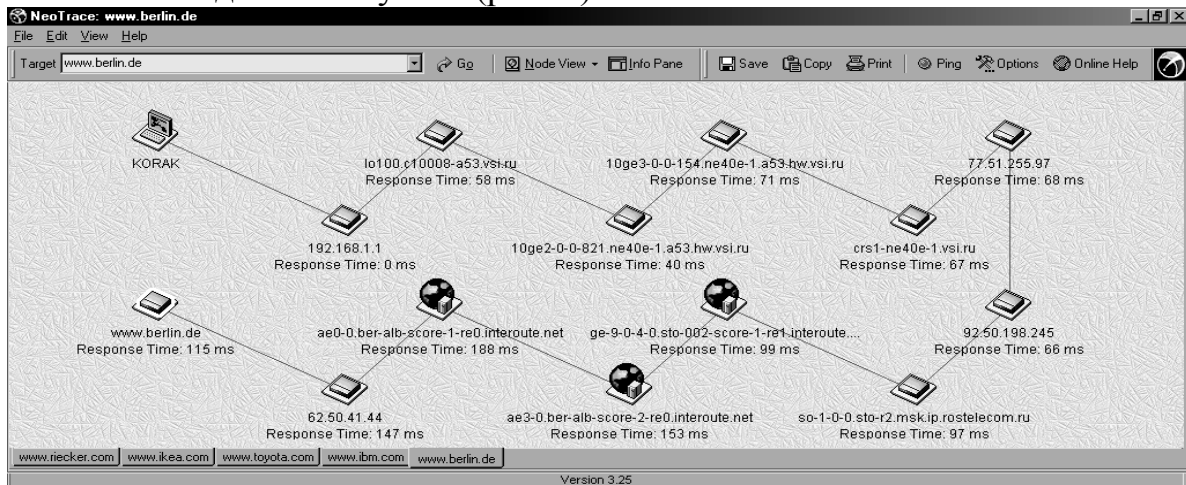 NeoTrace: www.berlin.de
File Edit View Help
Target www.berlin.de Go Node View Info Pane Save Copy Print Ping Options Online Help
KORAK
lo100.c10008-a53.vsi.ru
Response Time: 58 ms
10ge3-0-0-154.ne40e-1.a53.hw.vsi.ru
Response Time: 71 ms
77.51.255.97
Response Time: 68 ms
192.168.1.1
Response Time: 0 ms
10ge2-0-0-821.ne40e-1.a53.hw.vsi.ru
Response Time: 40 ms
crs1-ne40e-1.vsi.ru
Response Time: 67 ms
www.berlin.de
Response Time: 115 ms
ae0-0.ber-alb-score-1-re0.interoute.net
Response Time: 188 ms
ge-9-0-4-0.sto-002-score-1-re1.interoute....
Response Time: 99 ms
92.50.198.245
Response Time: 66 ms
62.50.41.44
Response Time: 147 ms
ae3-0.ber-alb-score-2-re0.interoute.net
Response Time: 153 ms
so-1-0-0.sto-r2.msk.ip.rostelecom.ru
Response Time: 97 ms
www.riecker.com www.ikea.com www.toyota.com www.ibm.com www.berlin.de
Version 3.25